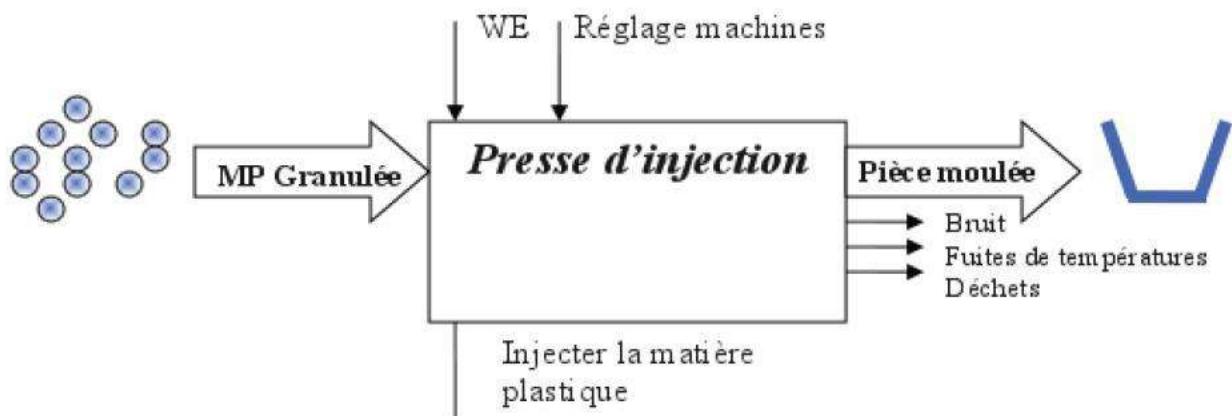 WE
Réglage machines
MP Granulée
Presse d'injection
Pièce moulée
Bruit
Fuites de températures
Déchets
Injecter la matière
plastique